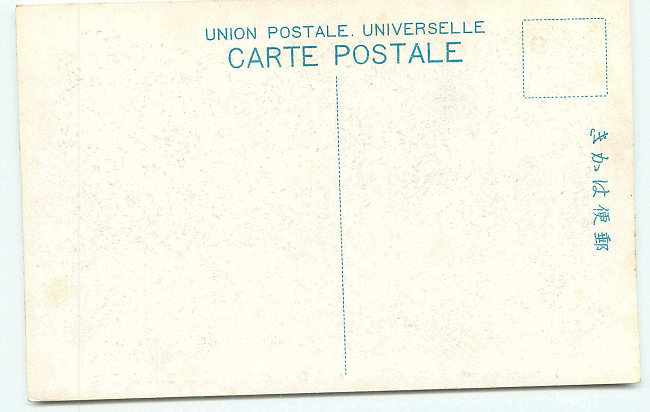 UNION POSTALE. UNIVERSELLE
CARTE POSTALE
きかは便郵